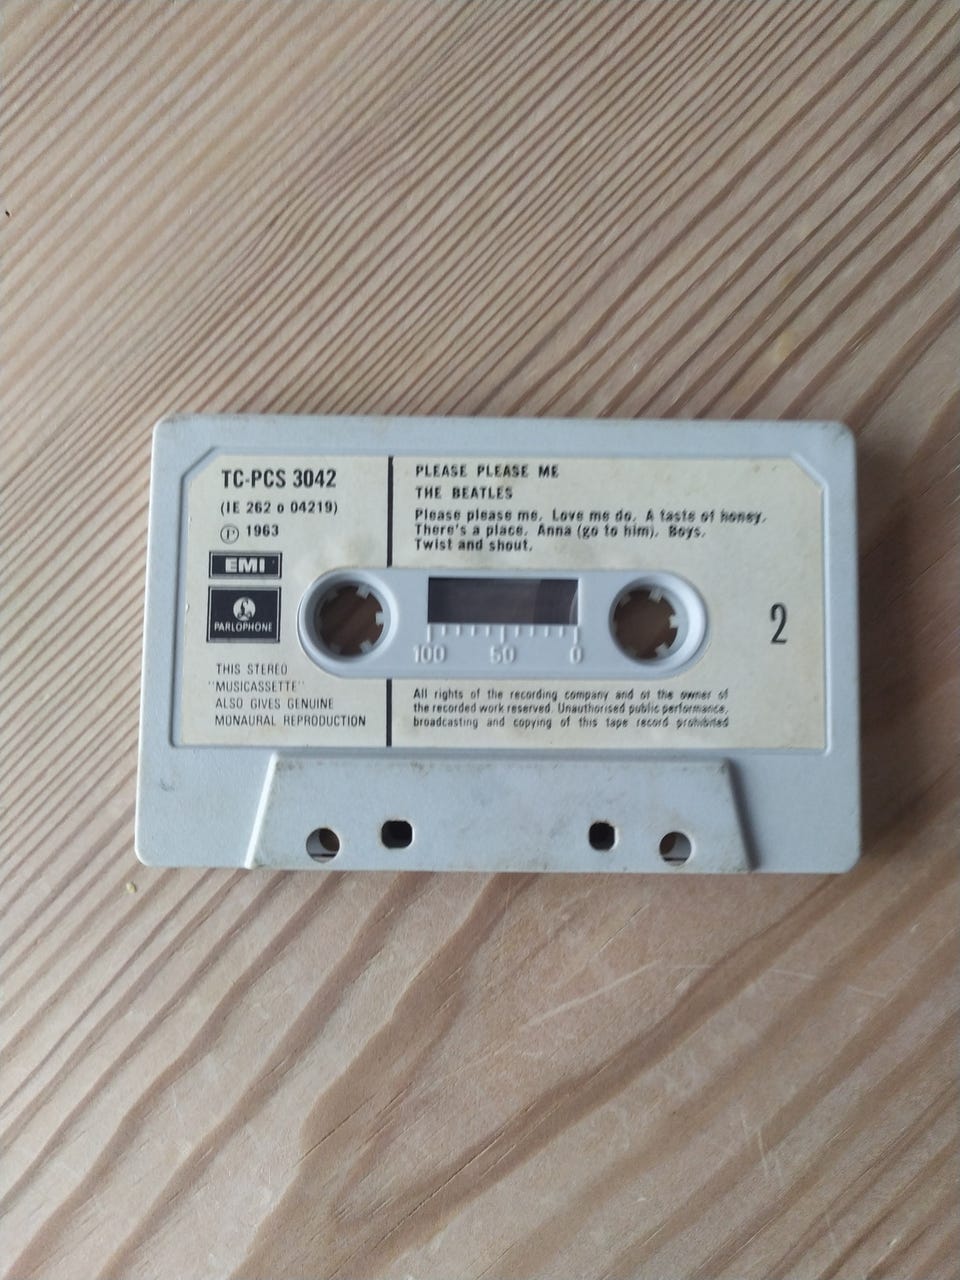 TC-PCS 3042
(IE 262 o 04219)
Ⓟ 1963
EMI
PARLOPHONE
THIS STEREO
"MUSICASSETTE"
ALSO GIVES GENUINE
MONAURAL REPRODUCTION
PLEASE PLEASE ME
THE BEATLES
Please please me. Love me do. A taste of honey.
There's a place. Anna (go to him). Boys.
Twist and shout.
100 50 0
2
All rights of the recording company and of the owner of
the recorded work reserved. Unauthorised public performance,
broadcasting and copying of this tape record prohibited